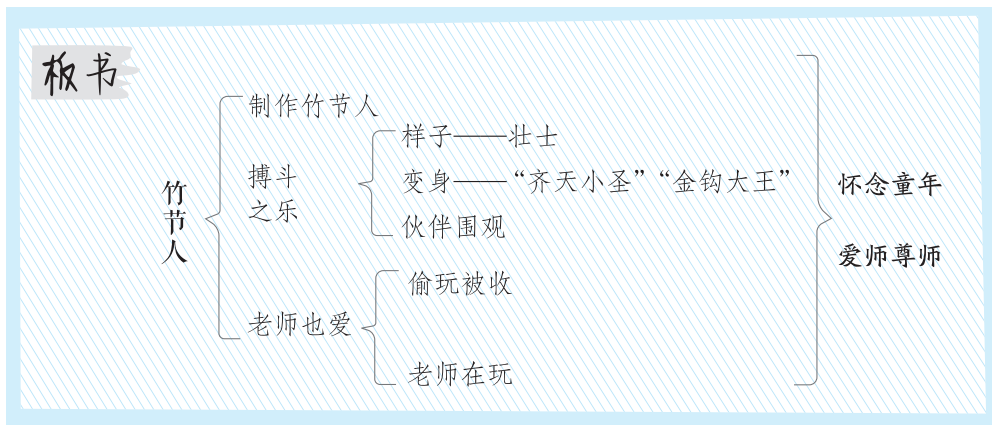 板书
竹节人
制作竹节人
搏斗
之乐
样子——壮士
变身——“齐天小圣”“金钩大王”
伙伴围观
老师也爱
偷玩被收
老师在玩
怀念童年
爱师尊师